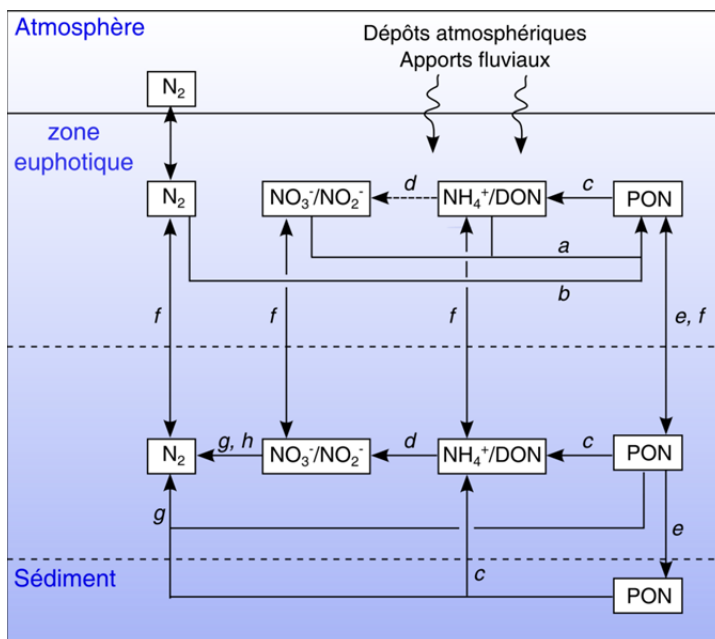 Atmosphère
Dépôts atmosphériques
Apports fluviaux
N₂
zone
euphotique
N₂
NO₃⁻/NO₂⁻
d
NH₄⁺/DON
c
PON
a
b
f
f
f
e, f
N₂
g, h
NO₃⁻/NO₂⁻
d
NH₄⁺/DON
c
PON
g
e
Sédiment
c
PON